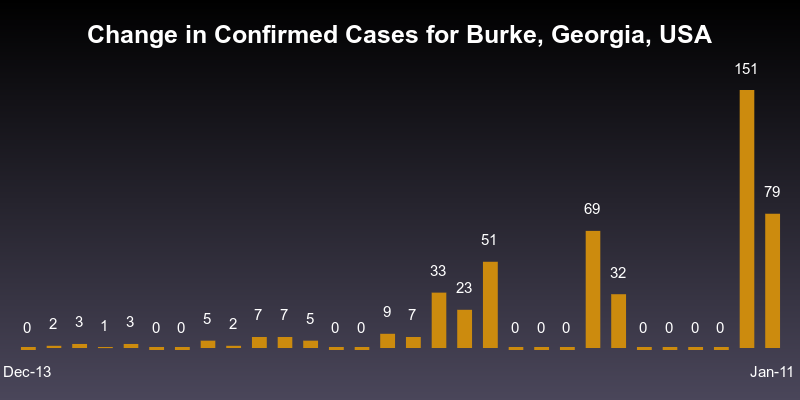 Change in Confirmed Cases for Burke, Georgia, USA
0 2 3 1 3 0 0 5 2 7 7 5 0 0 9 7 33 23 51 0 0 0 69 32 0 0 0 0 151 79
Dec-13 Jan-11